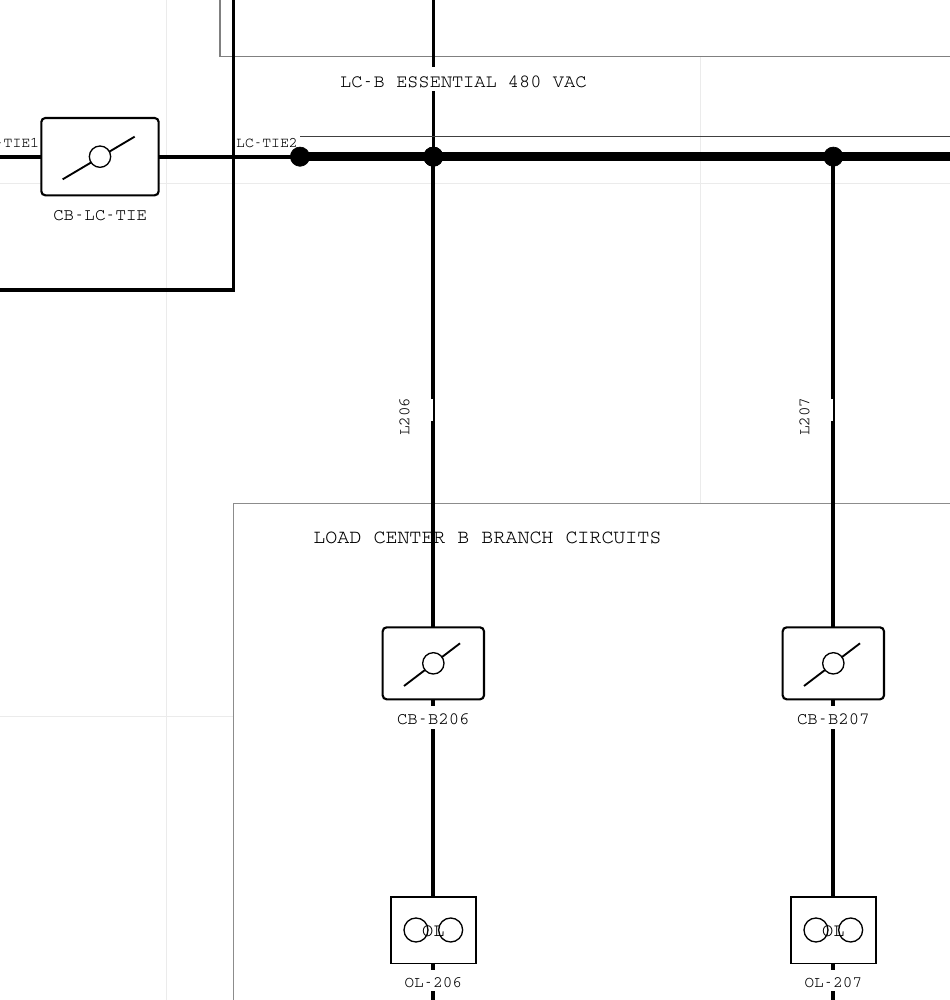 LC-B ESSENTIAL 480 VAC
-TIE1
LC-TIE2
CB-LC-TIE
L206
L207
LOAD CENTER B BRANCH CIRCUITS
CB-B206
CB-B207
OL
OL
OL-206
OL-207